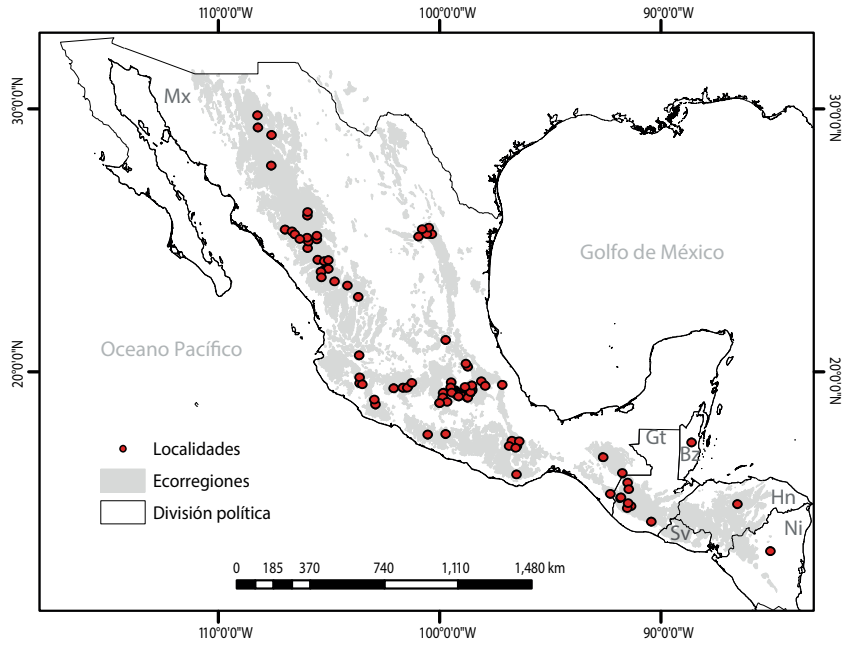 110°0'0"W 100°0'0"W 90°0'0"W
30°0'0"N
30°0'0"N
Mx
Golfo de México
Oceano Pacífico
20°0'0"N
20°0'0"N
Localidades
Ecorregiones
División política
Gt
Bz
Hn
Ni
Sv
0 185 370 740 1,110 1,480 km
110°0'0"W 100°0'0"W 90°0'0"W